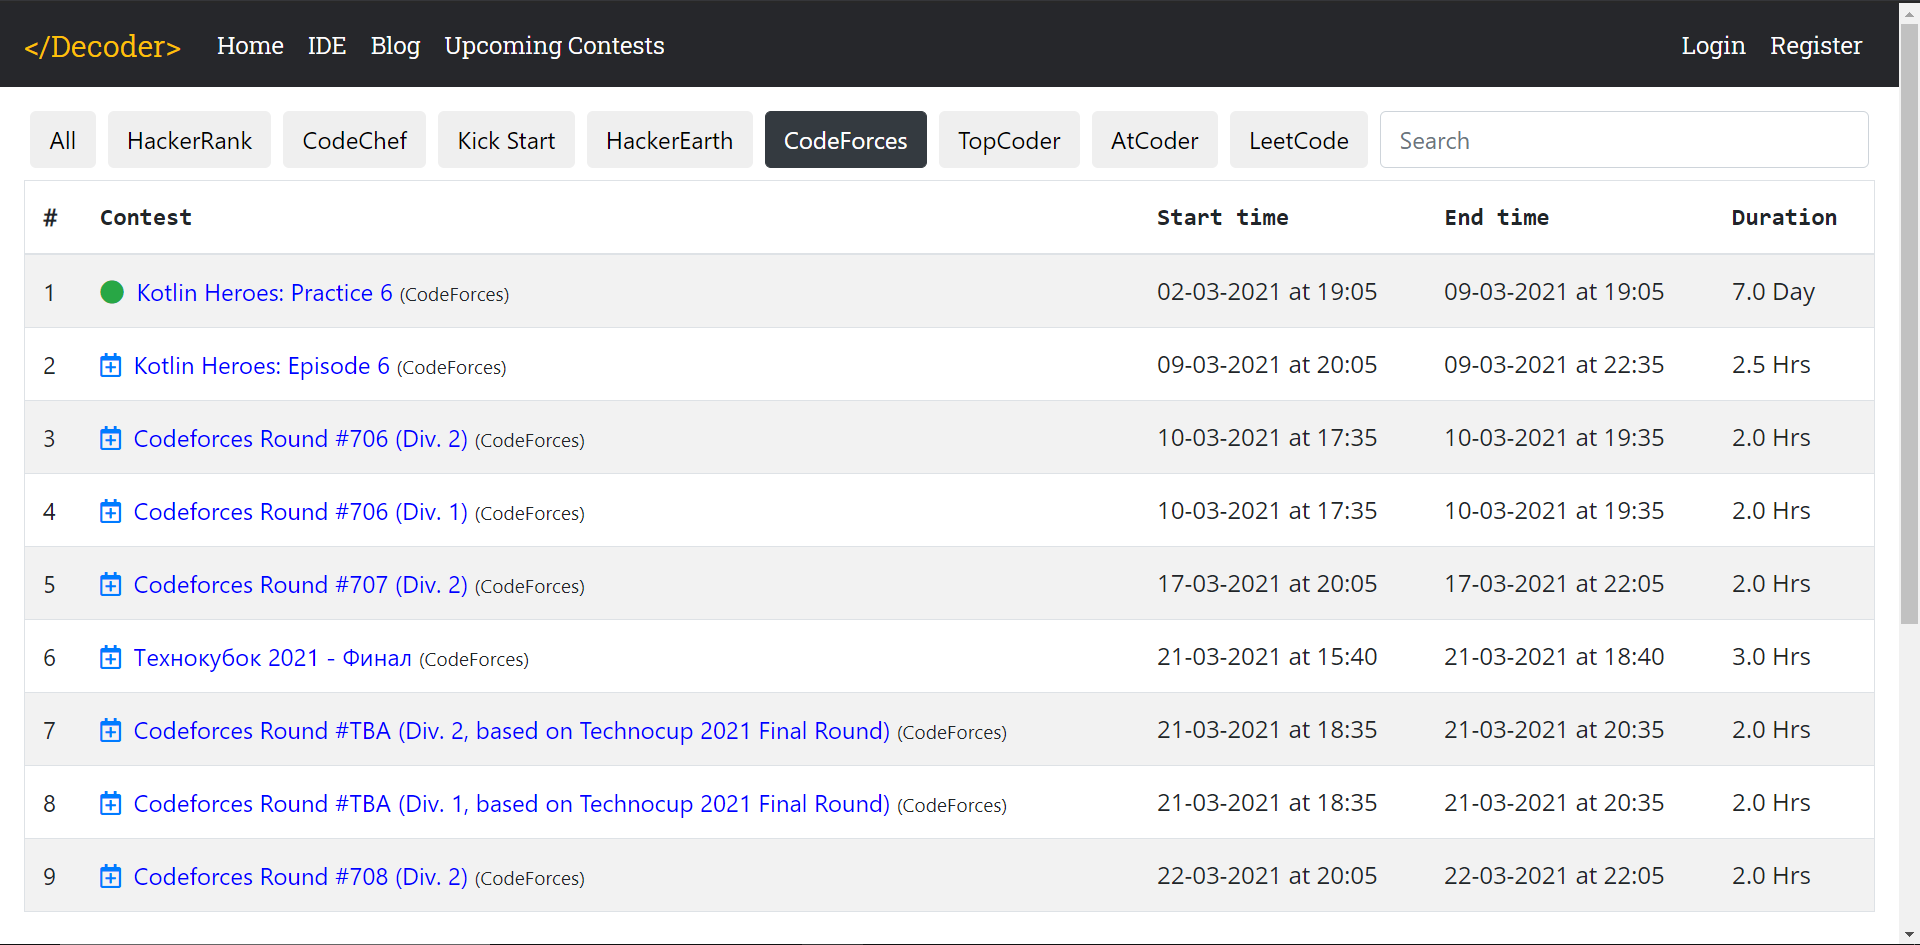 </Decoder> Home IDE Blog Upcoming Contests Login Register
All HackerRank CodeChef Kick Start HackerEarth CodeForces TopCoder AtCoder LeetCode Search
# Contest Start time End time Duration
1 Kotlin Heroes: Practice 6 (CodeForces) 02-03-2021 at 19:05 09-03-2021 at 19:05 7.0 Day
2 Kotlin Heroes: Episode 6 (CodeForces) 09-03-2021 at 20:05 09-03-2021 at 22:35 2.5 Hrs
3 Codeforces Round #706 (Div. 2) (CodeForces) 10-03-2021 at 17:35 10-03-2021 at 19:35 2.0 Hrs
4 Codeforces Round #706 (Div. 1) (CodeForces) 10-03-2021 at 17:35 10-03-2021 at 19:35 2.0 Hrs
5 Codeforces Round #707 (Div. 2) (CodeForces) 17-03-2021 at 20:05 17-03-2021 at 22:05 2.0 Hrs
6 Технокубок 2021 - Финал (CodeForces) 21-03-2021 at 15:40 21-03-2021 at 18:40 3.0 Hrs
7 Codeforces Round #TBA (Div. 2, based on Technocup 2021 Final Round) (CodeForces) 21-03-2021 at 18:35 21-03-2021 at 20:35 2.0 Hrs
8 Codeforces Round #TBA (Div. 1, based on Technocup 2021 Final Round) (CodeForces) 21-03-2021 at 18:35 21-03-2021 at 20:35 2.0 Hrs
9 Codeforces Round #708 (Div. 2) (CodeForces) 22-03-2021 at 20:05 22-03-2021 at 22:05 2.0 Hrs